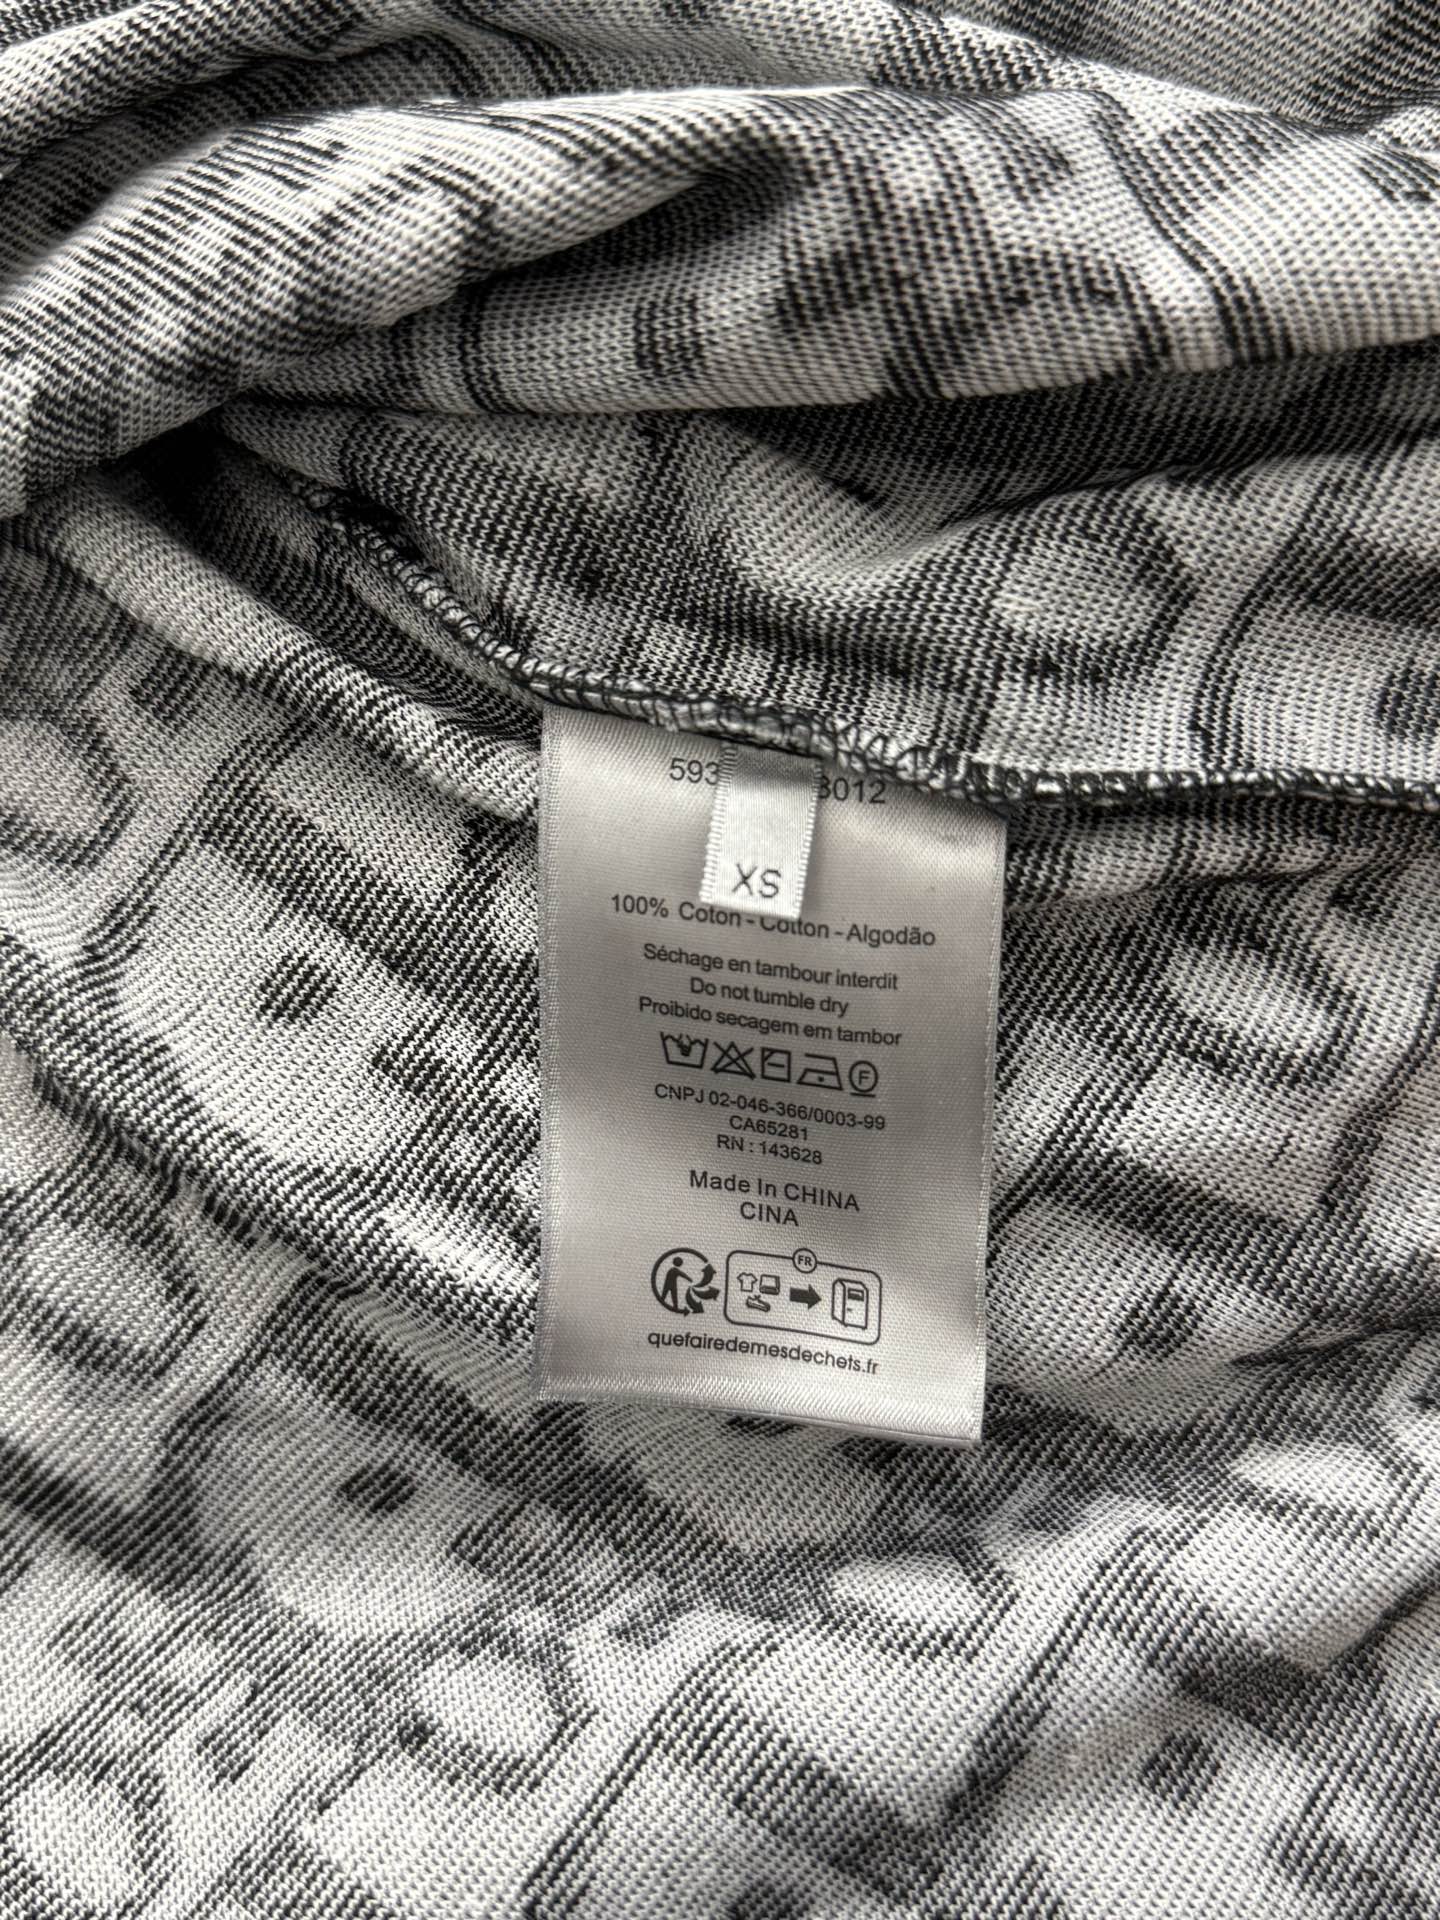 593 3012
XS
100% Coton - Cotton - Algodão
Séchage en tambour interdit
Do not tumble dry
Proibido secagem em tambor
F
CNPJ 02-046-366/0003-99
CA65281
RN : 143628
Made In CHINA
CINA
FR
quefairedemesdechets.fr